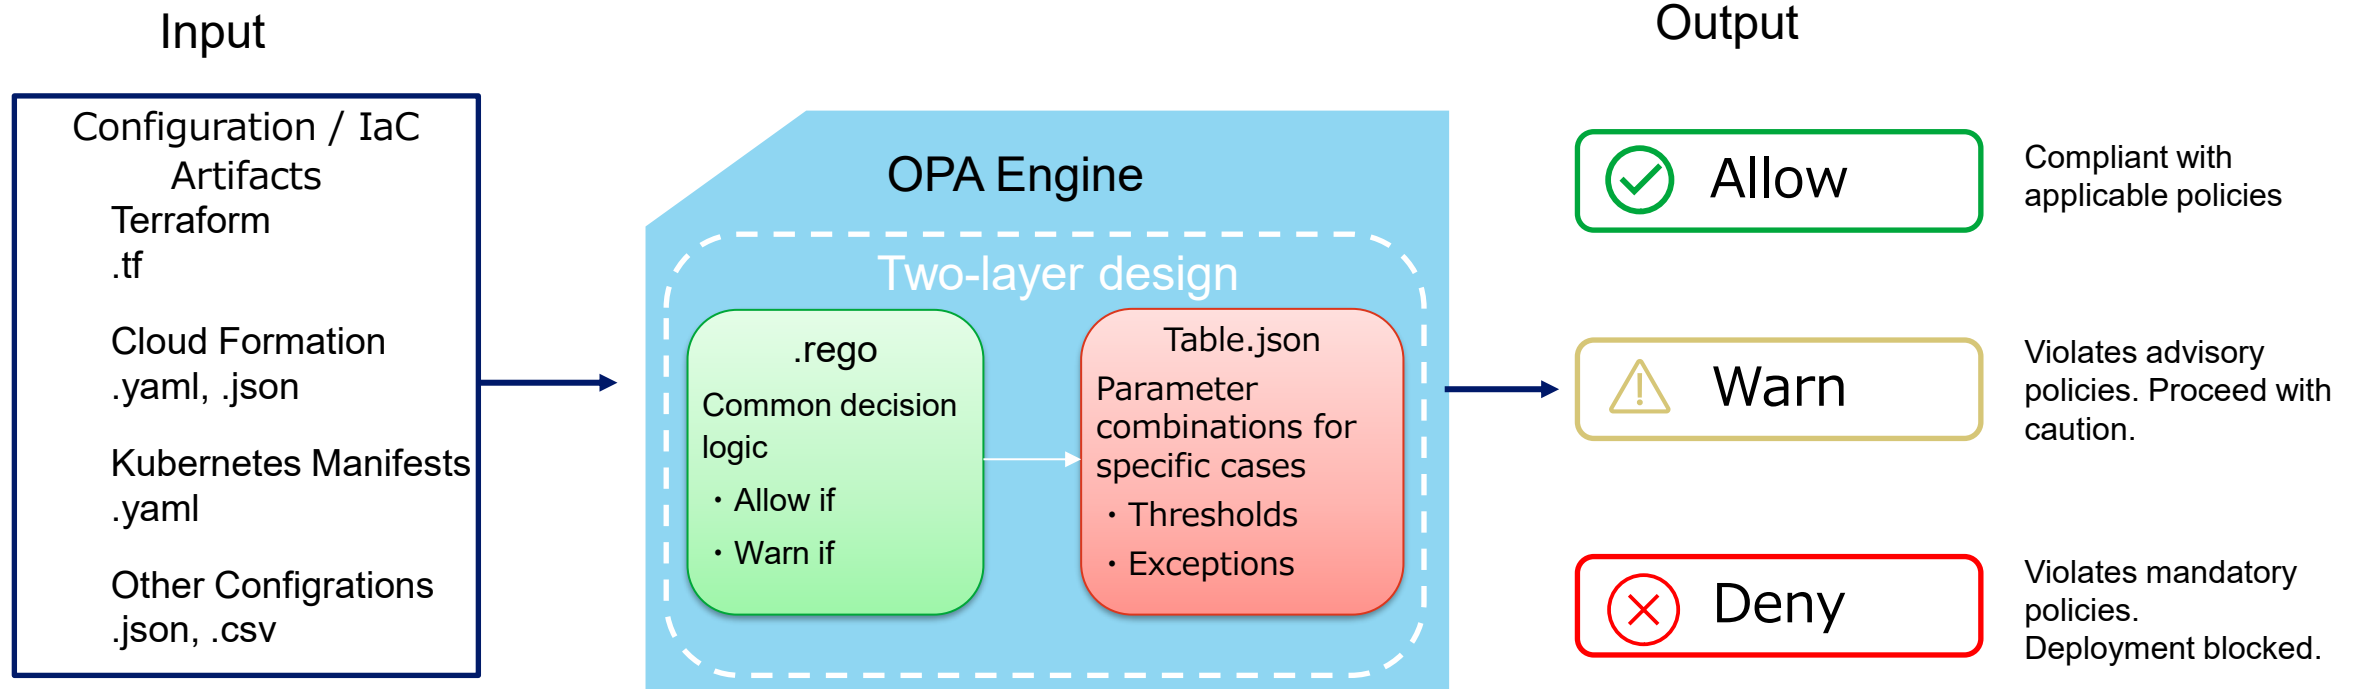 Input
Configuration / IaC
Artifacts
Terraform
.tf
Cloud Formation
.yaml, .json
Kubernetes Manifests
.yaml
Other Configrations
.json, .csv
OPA Engine
Two-layer design
.rego
Common decision
logic
・Allow if
・Warn if
Table.json
Parameter
combinations for
specific cases
・Thresholds
・Exceptions
Output
Allow
Compliant with
applicable policies
Warn
Violates advisory
policies. Proceed with
caution.
Deny
Violates mandatory
policies.
Deployment blocked.